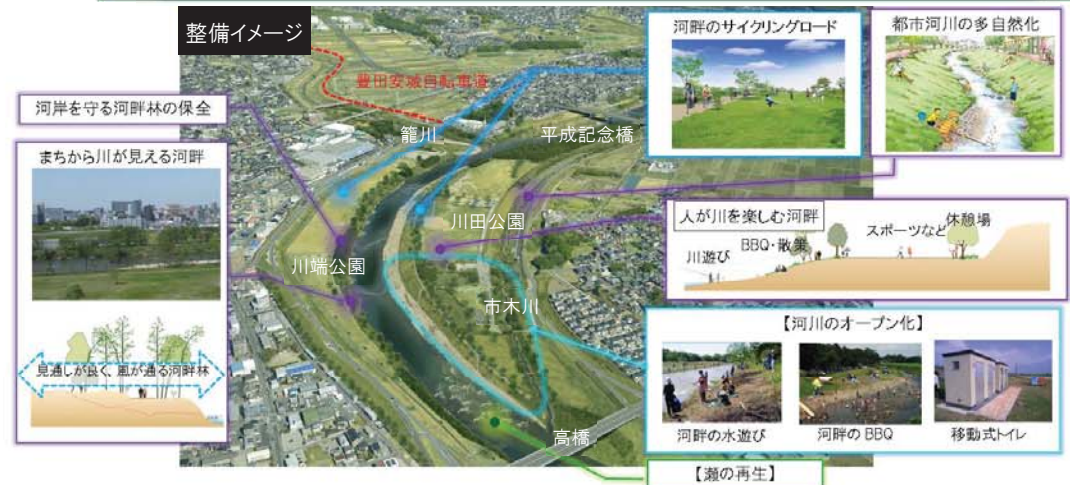 整備イメージ
河畔のサイクリングロード
都市河川の多自然化
豊田安城自転車道
河岸を守る河畔林の保全
籠川
平成記念橋
まちから川が見える河畔
川田公園
人が川を楽しむ河畔
休憩場
スポーツなど
BBQ・散策
川遊び
川端公園
市木川
【河川のオープン化】
見通しが良く、風が通る河畔林
河畔の水遊び
河畔の BBQ
移動式トイレ
高橋
【瀬の再生】